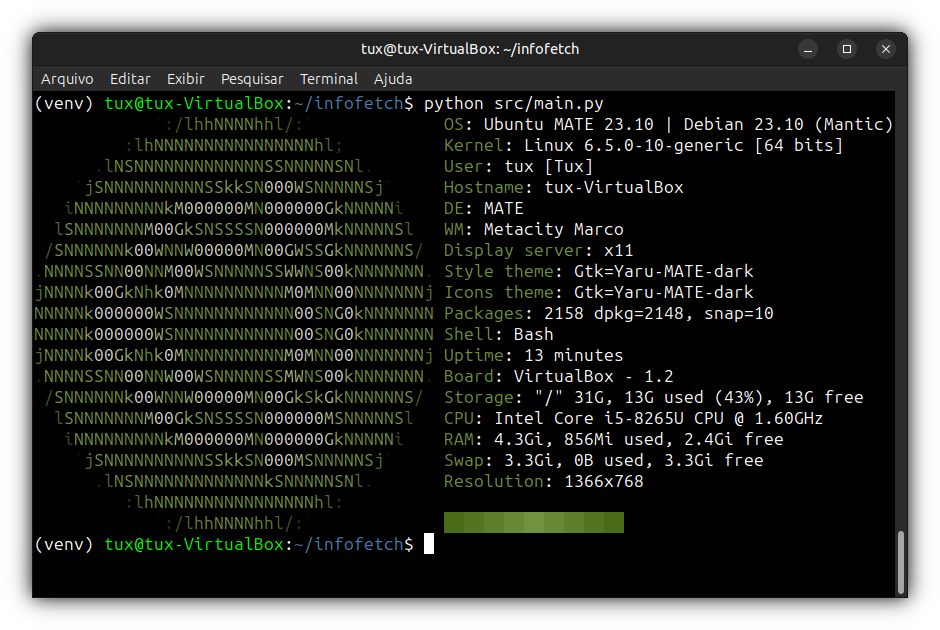 tux@tux-VirtualBox: ~/infofetch
Arquivo Editar Exibir Pesquisar Terminal Ajuda
(venv) tux@tux-VirtualBox:~/infofetch$ python src/main.py
:/lhhNNNNhhl/: OS: Ubuntu MATE 23.10 | Debian 23.10 (Mantic)
:lhNNNNNNNNNNNNNNNNhl; Kernel: Linux 6.5.0-10-generic [64 bits]
.lNSNNNNNNNNNNNNNSSNNNNNSNl. User: tux [Tux]
jSNNNNNNNNNNSSkkSN000WSNNNNNSj Hostname: tux-VirtualBox
iNNNNNNNNNkM000000MN000000GkNNNNNi DE: MATE
lSNNNNNNNM00GkSNSSSSN000000MkNNNNNSl WM: Metacity Marco
/SNNNNNNk00WNNW00000MN00GWSSGkNNNNNNS/ Display server: x11
.NNNNSSNN00NNM00WSNNNNNSSWWNS00kNNNNNNN. Style theme: Gtk=Yaru-MATE-dark
jNNNNk00GkNhk0MNNNNNNNNNNM0MNN00NNNNNNNj Icons theme: Gtk=Yaru-MATE-dark
NNNNNk000000WSNNNNNNNNNNNN00SNG0kNNNNNNN Packages: 2158 dpkg=2148, snap=10
NNNNNk000000WSNNNNNNNNNNNN00SNG0kNNNNNNN Shell: Bash
jNNNNk00GkNhk0MNNNNNNNNNNM0MNN00NNNNNNNj Uptime: 13 minutes
.NNNNSSNN00NNW00WSNNNNNSSMWNS00kNNNNNNN. Board: VirtualBox - 1.2
/SNNNNNNk00WNNW00000MN00GkSkGkNNNNNNS/ Storage: "/" 31G, 13G used (43%), 13G free
lSNNNNNNNM00GkSNSSSSN000000MSNNNNNSl CPU: Intel Core i5-8265U CPU @ 1.60GHz
iNNNNNNNNNkM000000MN000000GkNNNNNi RAM: 4.3Gi, 856Mi used, 2.4Gi free
jSNNNNNNNNNNSSkkSN000MSNNNNNSj Swap: 3.3Gi, 0B used, 3.3Gi free
.lNSNNNNNNNNNNNNNkSNNNNNSNl. Resolution: 1366x768
:lhNNNNNNNNNNNNNNNNhl:
:/lhhNNNNhhl/:
(venv) tux@tux-VirtualBox:~/infofetch$